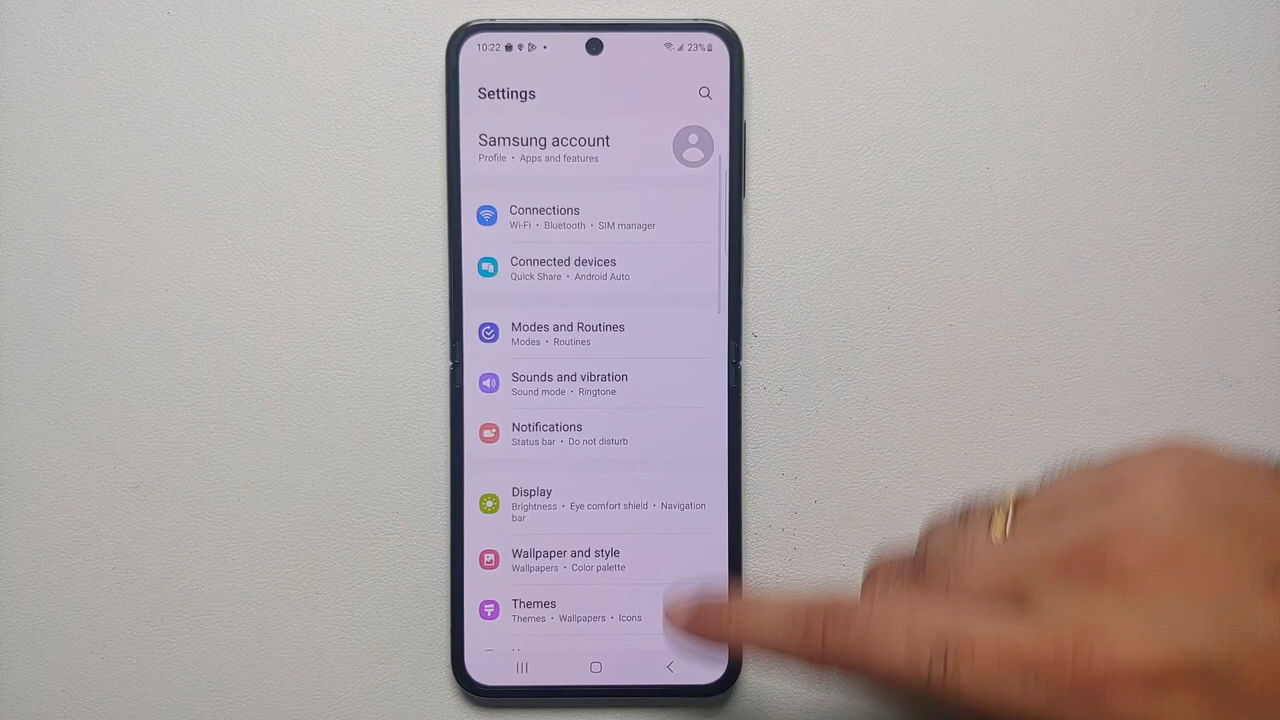 10:22
23%
Settings
Samsung account
Profile • Apps and features
Connections
Wi-Fi • Bluetooth • SIM manager
Connected devices
Quick Share • Android Auto
Modes and Routines
Modes • Routines
Sounds and vibration
Sound mode • Ringtone
Notifications
Status bar • Do not disturb
Display
Brightness • Eye comfort shield • Navigation
bar
Wallpaper and style
Wallpapers • Color palette
Themes
Themes • Wallpapers • Icons